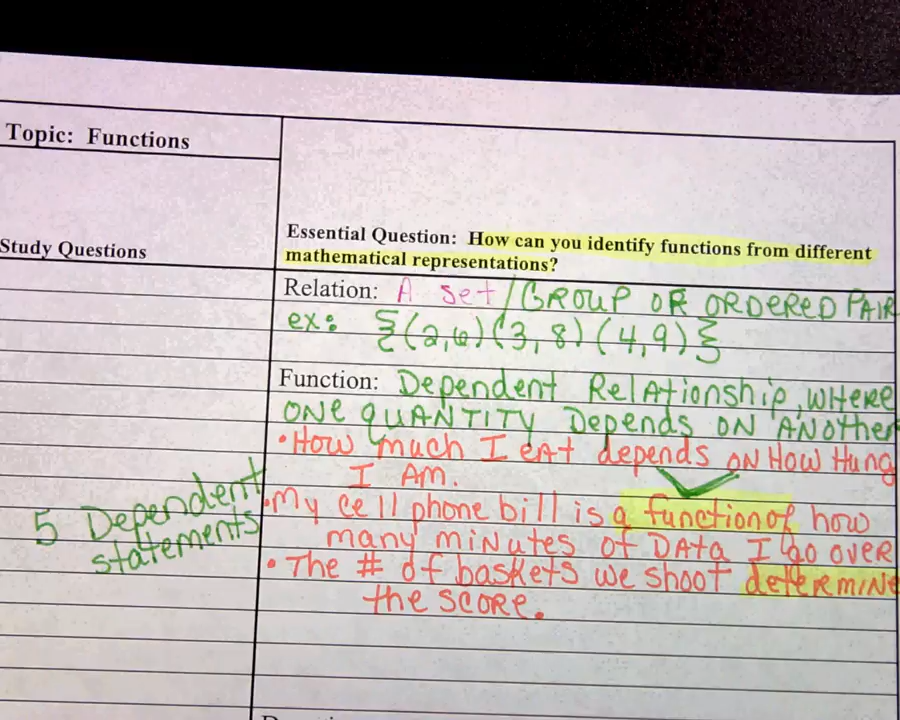 Topic: Functions
Study Questions
Essential Question: How can you identify functions from different
mathematical representations?
Relation: A set/GROUP OF ORDERED PAIR
ex: {(2,6)(3,8)(4,9)}
Function: Dependent RelAtionship, WHERE
ONE QUANTITY Depends ON ANOTHER
•How much I eat depends ON How Hung
I AM.
•My cell phone bill is a function of how
many miNutes of DAta I go over
•The # of baskets we shoot deteRmiNe
the SCORE.
5 Dependent
statements